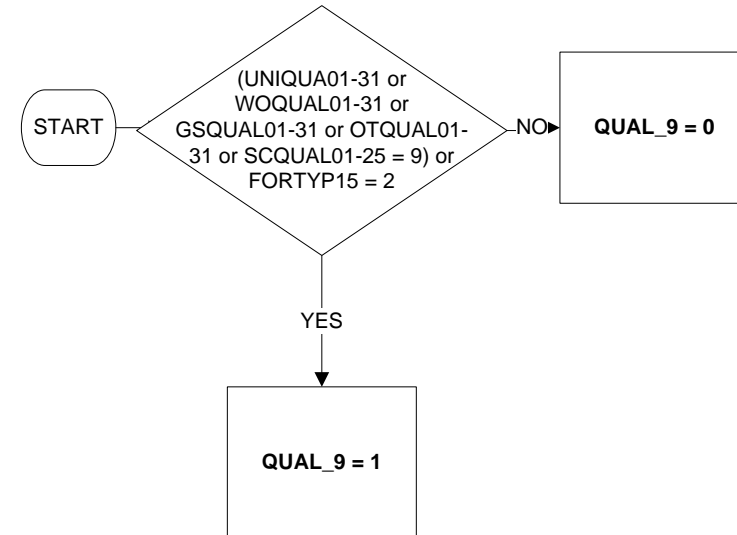 (UNIQUA01-31 or
WOQUAL01-31 or
GSQUAL01-31 or OTQUAL01-
31 or SCQUAL01-25 = 9) or
FORTYP15 = 2
START
NO
QUAL_9 = 0
YES
QUAL_9 = 1